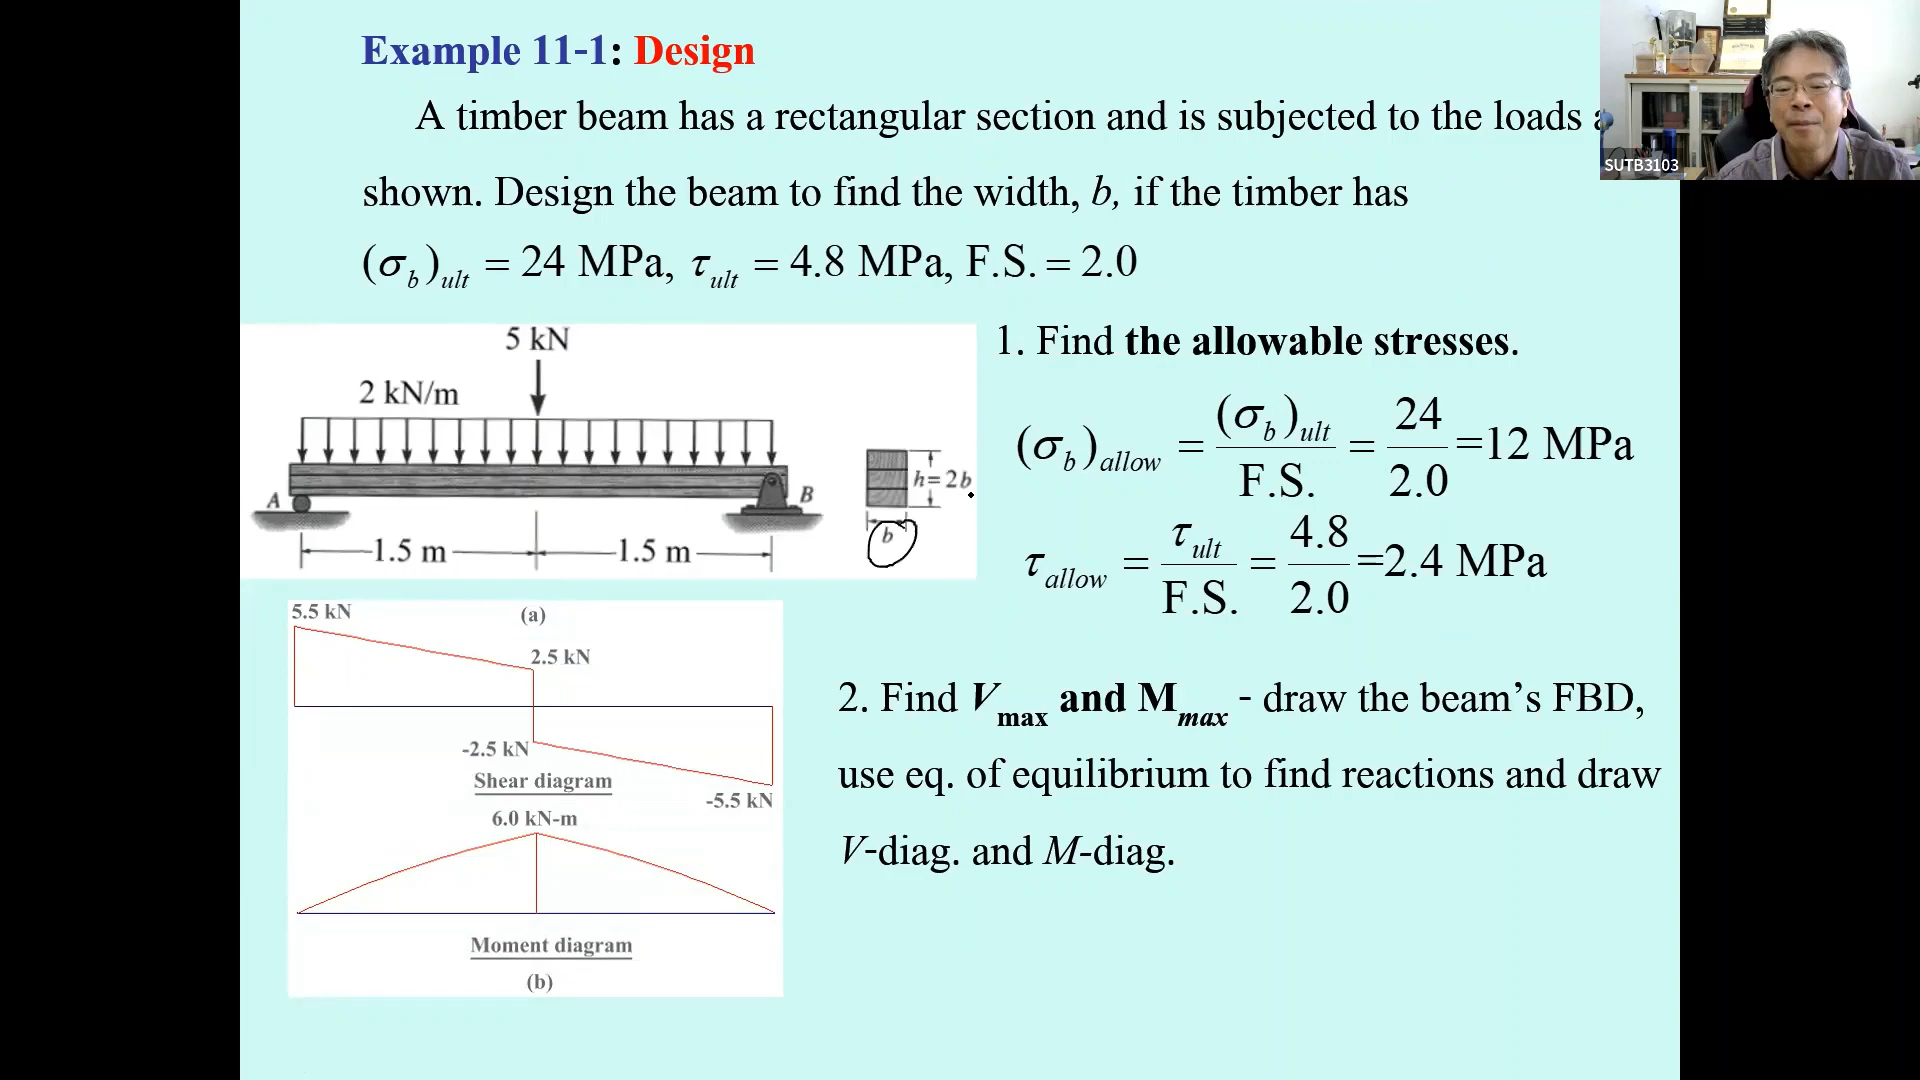 Example 11-1: Design
A timber beam has a rectangular section and is subjected to the loads
shown. Design the beam to find the width, b, if the timber has
(σb)ult = 24 MPa, τult = 4.8 MPa, F.S. = 2.0
SUTB3103
5 kN
2 kN/m
A
B
h=2b
b
1.5 m
1.5 m
(a)
1. Find the allowable stresses.
(σb)allow = (σb)ult / F.S. = 24 / 2.0 =12 MPa
τallow = τult / F.S. = 4.8 / 2.0 =2.4 MPa
5.5 kN
2.5 kN
-2.5 kN
Shear diagram
-5.5 kN
6.0 kN-m
Moment diagram
(b)
2. Find Vmax and Mmax - draw the beam’s FBD,
use eq. of equilibrium to find reactions and draw
V-diag. and M-diag.